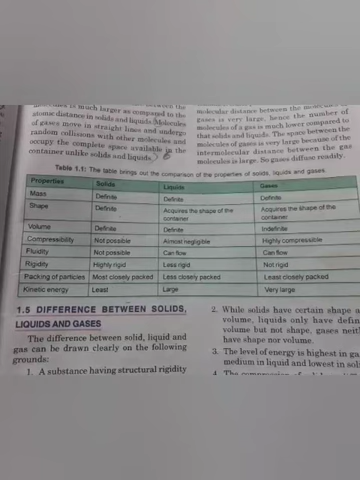 is much larger as compared to the
atomic distance in solids and liquids. Molecules
of gases move in straight lines and undergo
random collisions with other molecules and
occupy the complete space available in the
container unlike solids and liquids.
molecular distance between the
gases is very large, hence the number of
molecules of a gas is much lower compared to
that solids and liquids. The space between the
molecules of gases is very large because of the
intermolecular distance between the gas
molecules is large. So gases diffuse readily.
Table 1.1: The table brings out the comparison of the properties of solids, liquids and gases
Properties Solids Liquids Gases
Mass Definite Definite Definite
Shape Definite Acquires the shape of the container Acquires the shape of the container
Volume Definite Definite Indefinite
Compressibility Not possible Almost negligible Highly compressible
Fluidity Not possible Can flow Can flow
Rigidity Highly rigid Less rigid Not rigid
Packing of particles Most closely packed Less closely packed Least closely packed
Kinetic energy Least Large Very large
1.5 DIFFERENCE BETWEEN SOLIDS,
LIQUIDS AND GASES
The difference between solid, liquid and
gas can be drawn clearly on the following
grounds:
1. A substance having structural rigidity
2. While solids have certain shape a
volume, liquids only have defin
volume but not shape, gases neit
have shape nor volume.
3. The level of energy is highest in ga
medium in liquid and lowest in sol
4. The